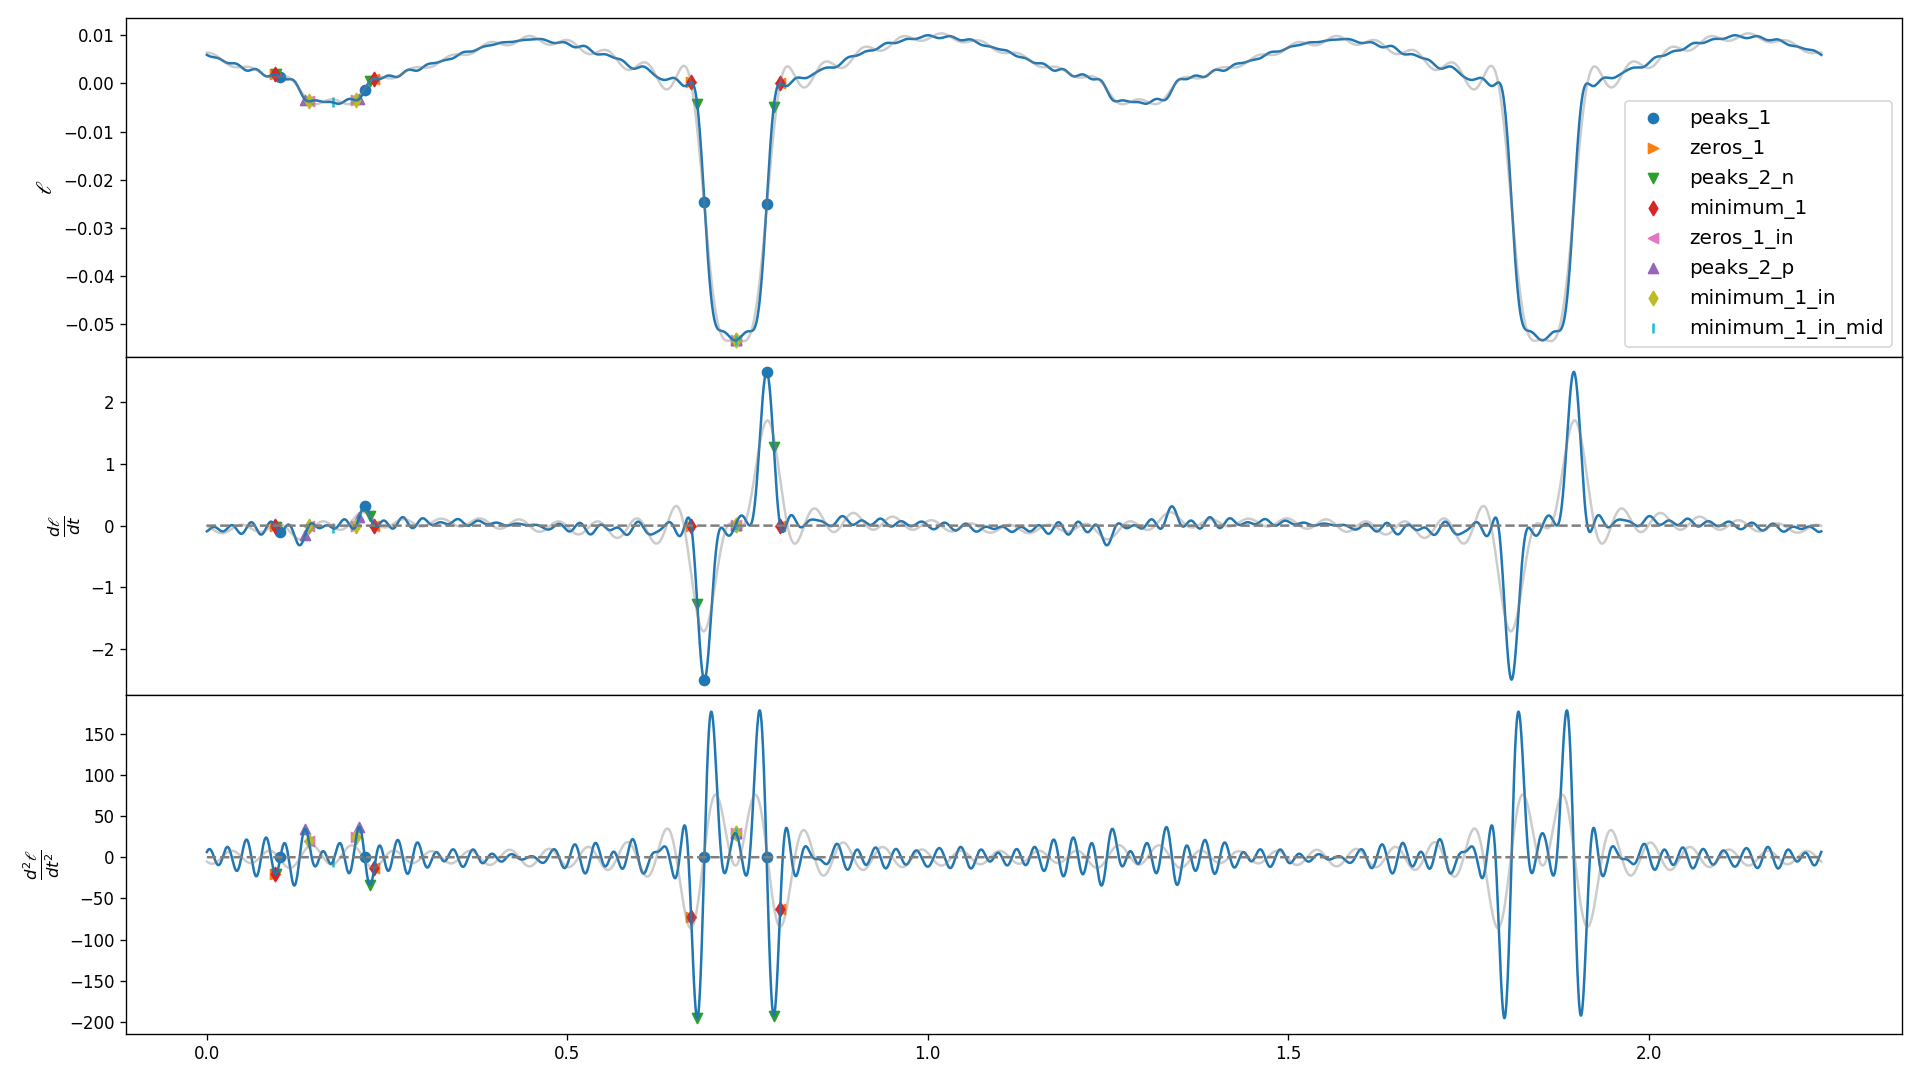 0.01
0.00
−0.01
−0.02
−0.03
−0.04
−0.05
ℓ
peaks_1
zeros_1
peaks_2_n
minimum_1
zeros_1_in
peaks_2_p
minimum_1_in
minimum_1_in_mid
2
1
0
−1
−2
dℓ
dt
150
100
50
0
−50
−100
−150
−200
d²ℓ
dt²
0.0 0.5 1.0 1.5 2.0